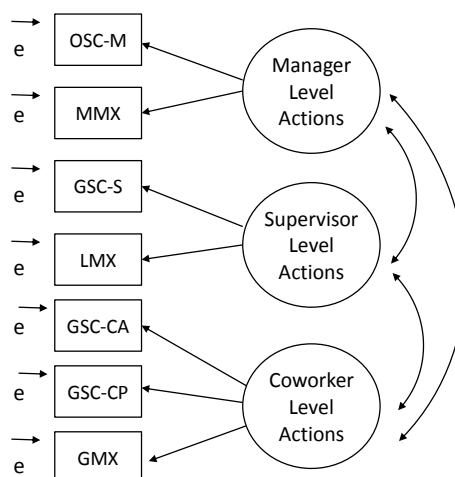 OSC-M
e
MMX
e
GSC-S
e
LMX
e
GSC-CA
e
GSC-CP
e
GMX
e
Manager
Level
Actions
Supervisor
Level
Actions
Coworker
Level
Actions